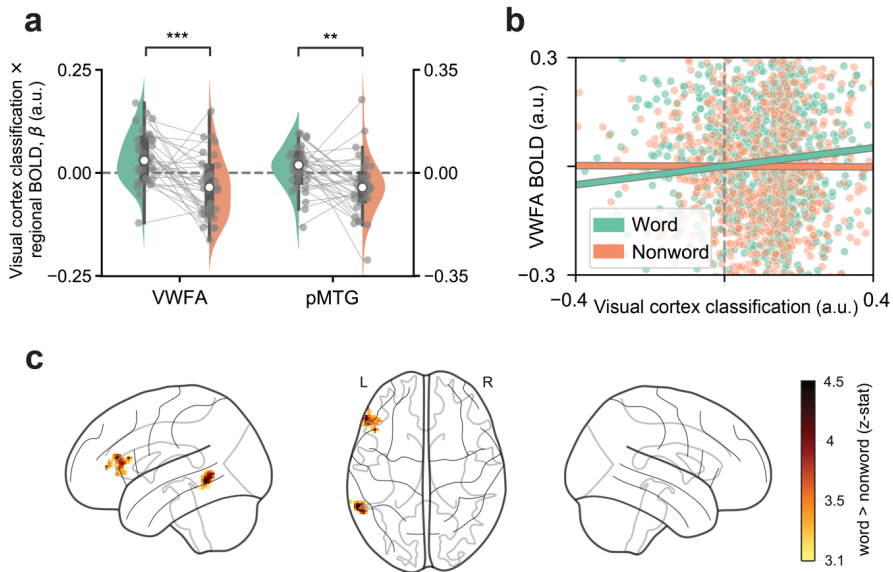 a
***
**
0.25
0.00
−0.25
Visual cortex classification ×
regional BOLD, β (a.u.)
0.35
0.00
−0.35
VWFA
pMTG
b
0.3
−0.3
VWFA BOLD (a.u.)
Word
Nonword
−0.4
Visual cortex classification (a.u.)
0.4
c
L
R
4.5
4
3.5
3.1
word > nonword (z-stat)